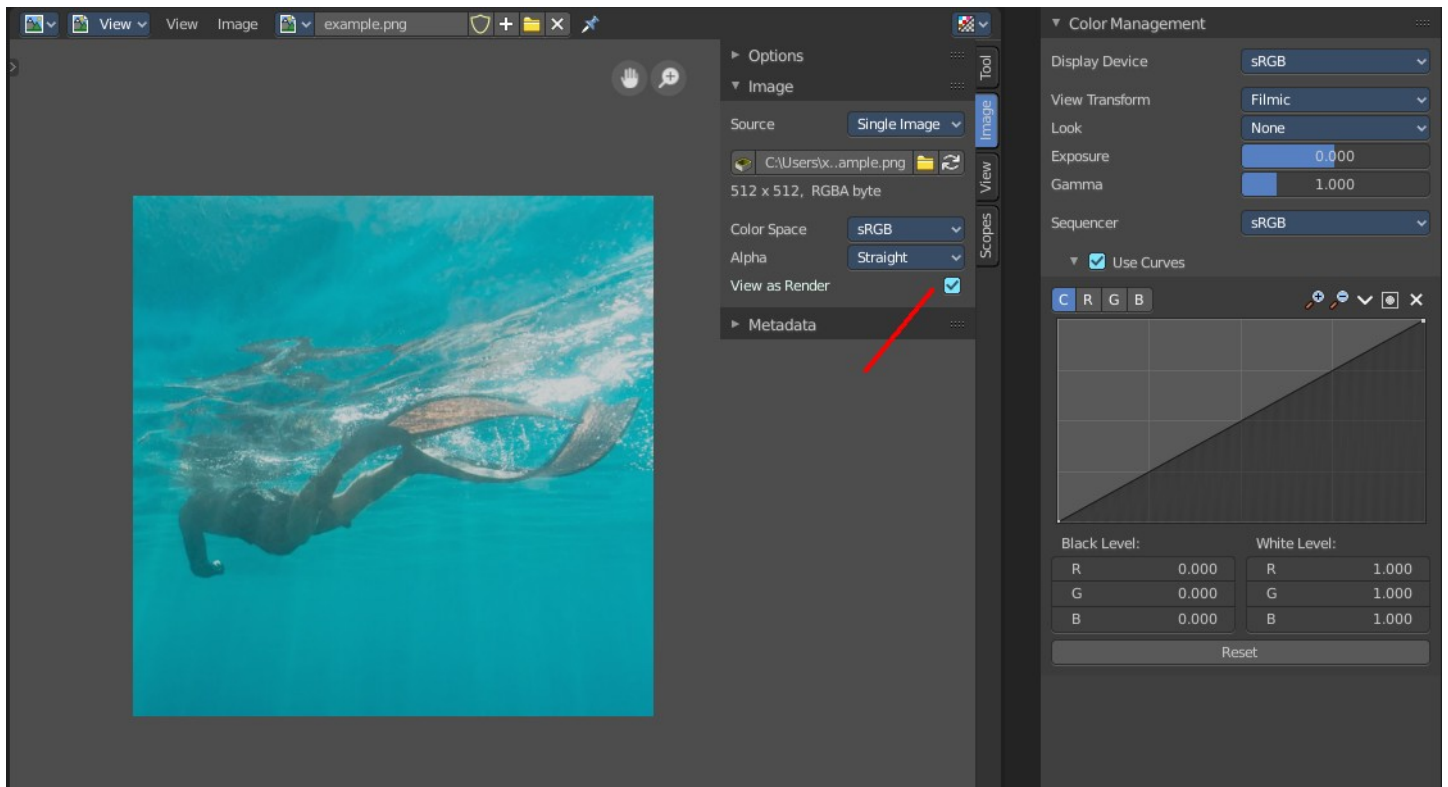 View View Image example.png
Options
Image
Source Single Image
C:\Users\x..ample.png
512 x 512, RGBA byte
Color Space sRGB
Alpha Straight
View as Render
Metadata
Tool
Image
View
Scopes
Color Management
Display Device sRGB
View Transform Filmic
Look None
Exposure 0.000
Gamma 1.000
Sequencer sRGB
Use Curves
C R G B
Black Level: White Level:
R 0.000 R 1.000
G 0.000 G 1.000
B 0.000 B 1.000
Reset